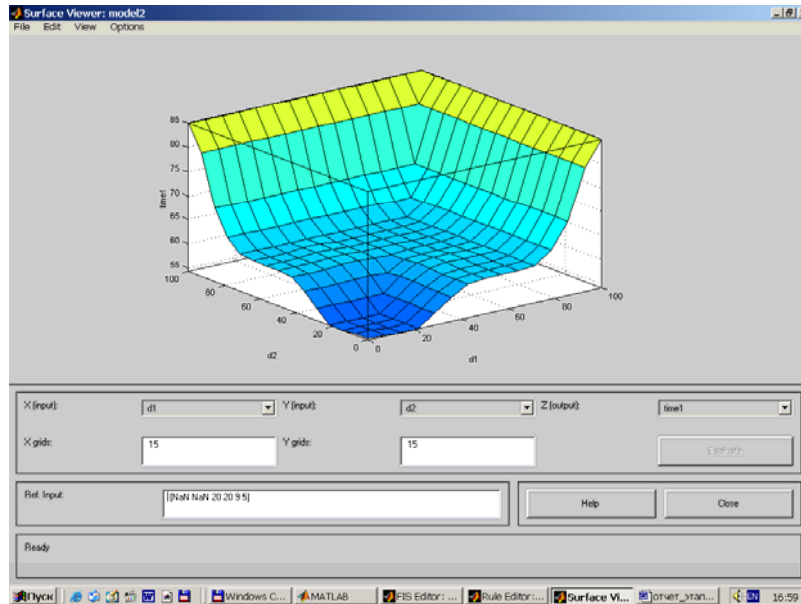 Surface Viewer: model2
File Edit View Options
85
80
75
70
65
60
55
time1
100
80
60
40
20
0
d2
0
20
40
60
80
100
d1
X (input):
d1
Y (input):
d2
Z (output):
time1
X grids:
15
Y grids:
15
Evaluate
Ref. Input:
[NaN NaN 20 20 9 5]
Help
Close
Ready
Пуск
Windows C...
MATLAB
FIS Editor: ...
Rule Editor:...
Surface Vi...
отчет_этап...
EN
16:59